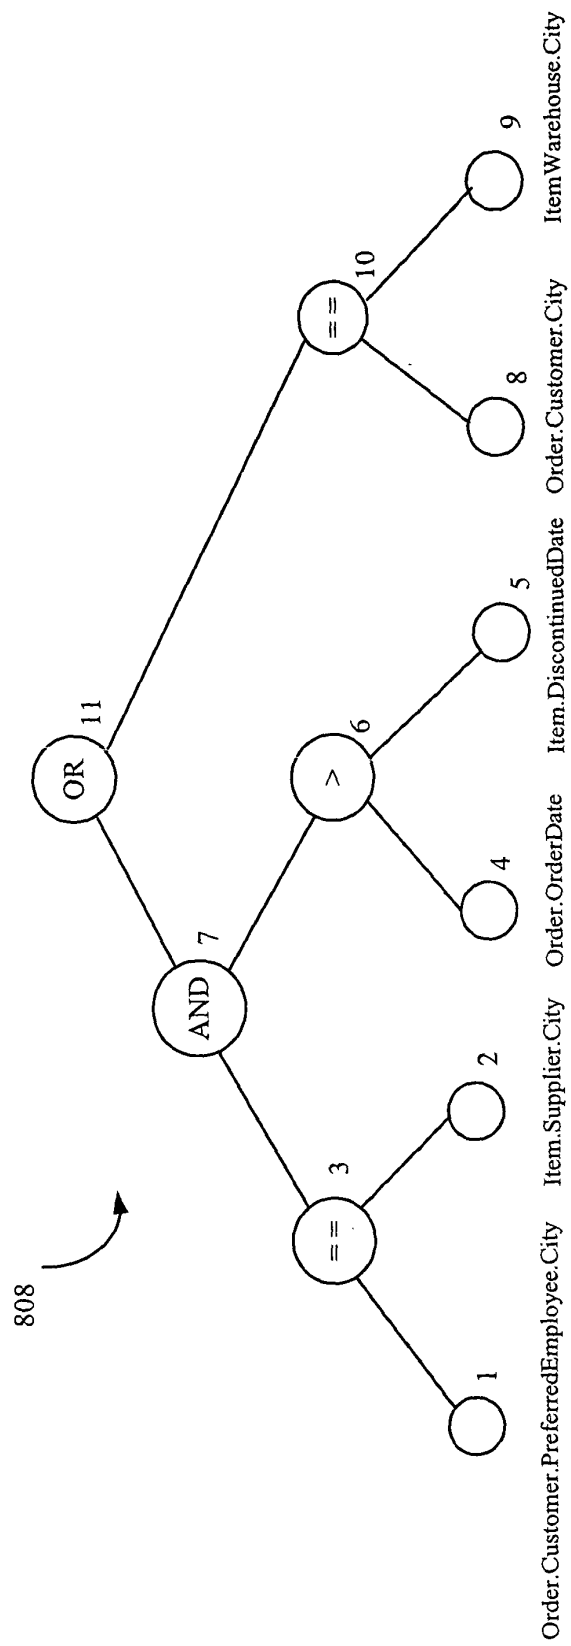 808
OR
11
AND
7
==
3
>
6
==
10
1
2
4
5
8
9
Order.Customer.PreferredEmployee.City
Item.Supplier.City
Order.OrderDate
Item.DiscontinuedDate
Order.Customer.City
ItemWarehouse.City